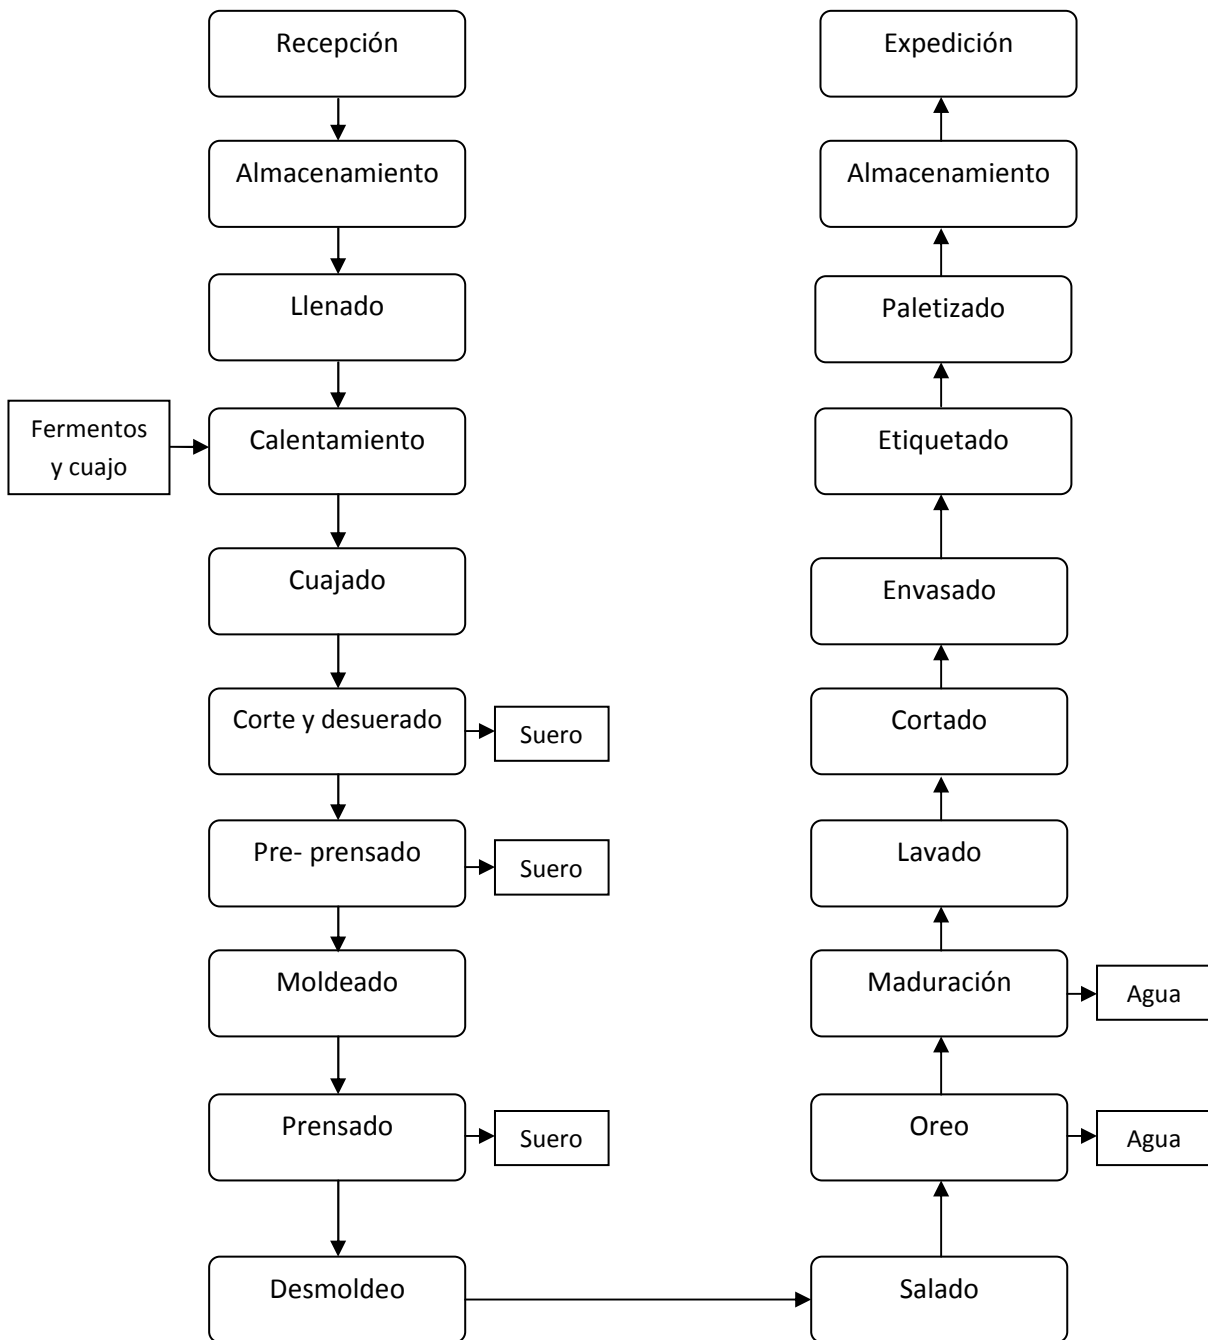 Recepción
Almacenamiento
Llenado
Fermentos
y cuajo
Calentamiento
Cuajado
Corte y desuerado
Suero
Pre- prensado
Suero
Moldeado
Prensado
Suero
Desmoldeo
Salado
Oreo
Agua
Maduración
Agua
Lavado
Cortado
Envasado
Etiquetado
Paletizado
Almacenamiento
Expedición